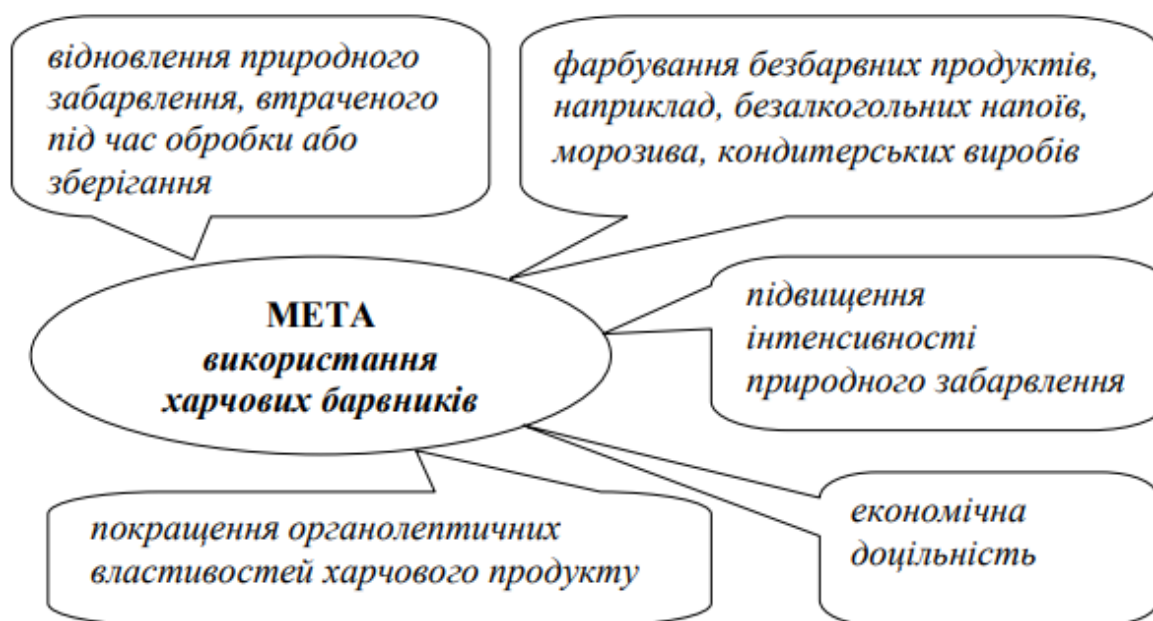 відновлення природного
забарвлення, втраченого
під час обробки або
зберігання
фарбування безбарвних продуктів,
наприклад, безалкогольних напоїв,
морозива, кондитерських виробів
МЕТА
використання
харчових барвників
підвищення
інтенсивності
природного забарвлення
покращення органолептичних
властивостей харчового продукту
економічна
доцільність